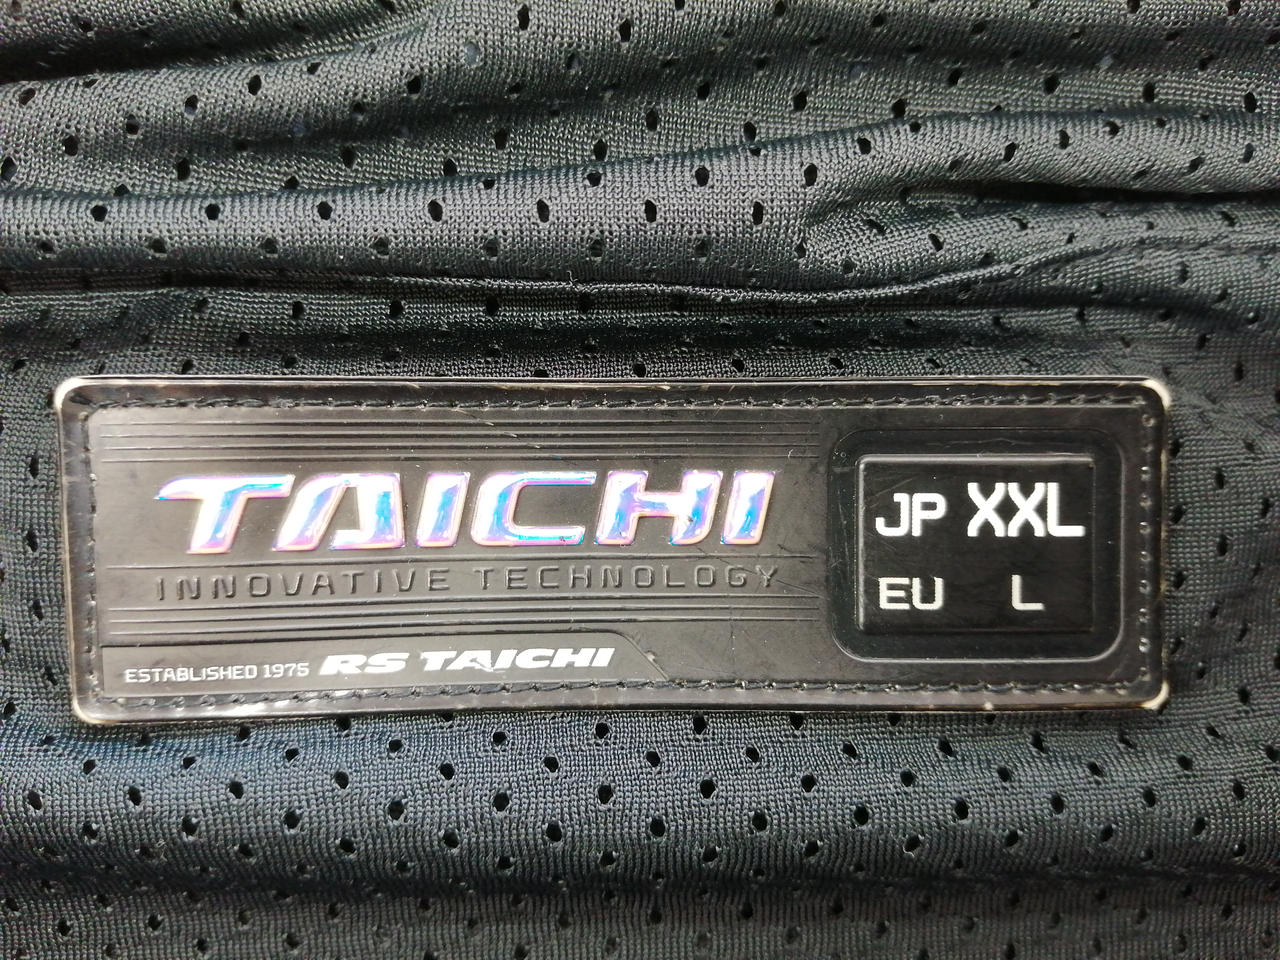 TAICHI
INNOVATIVE TECHNOLOGY
ESTABLISHED 1975 RS TAICHI
JP XXL
EU L